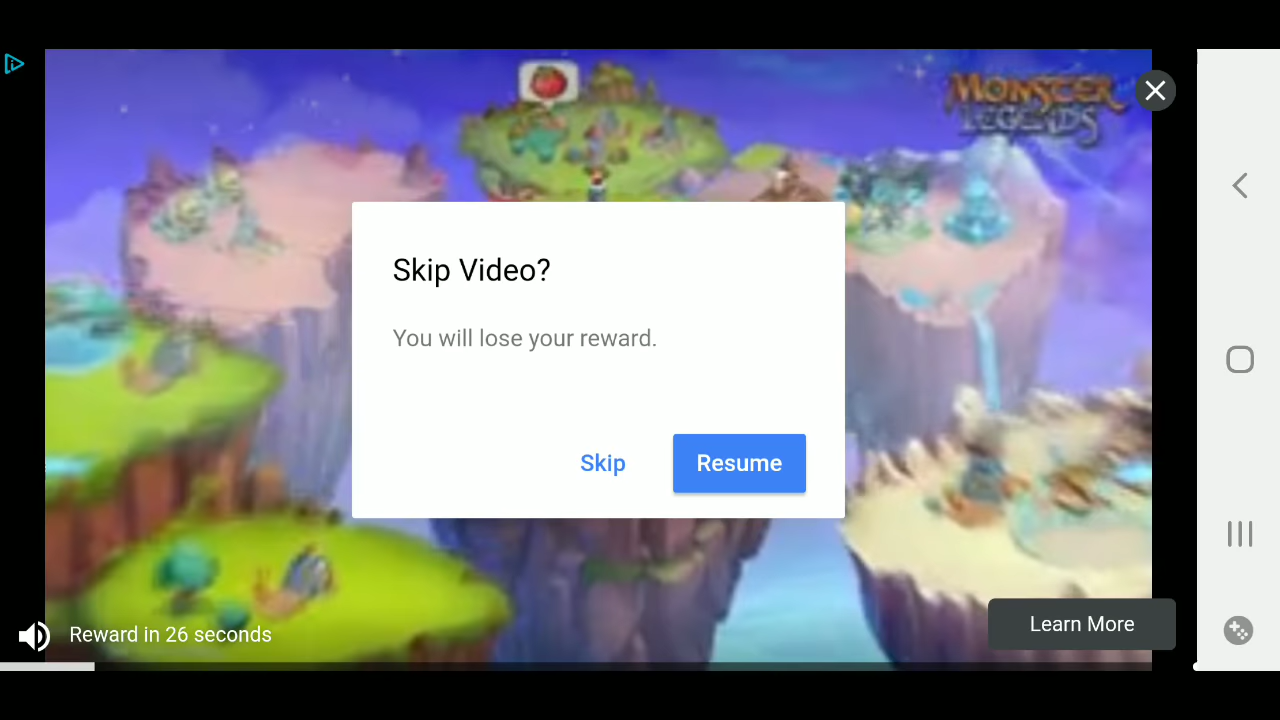 MONSTER
LEGENDS
Skip Video?
You will lose your reward.
Skip
Resume
Learn More
Reward in 26 seconds